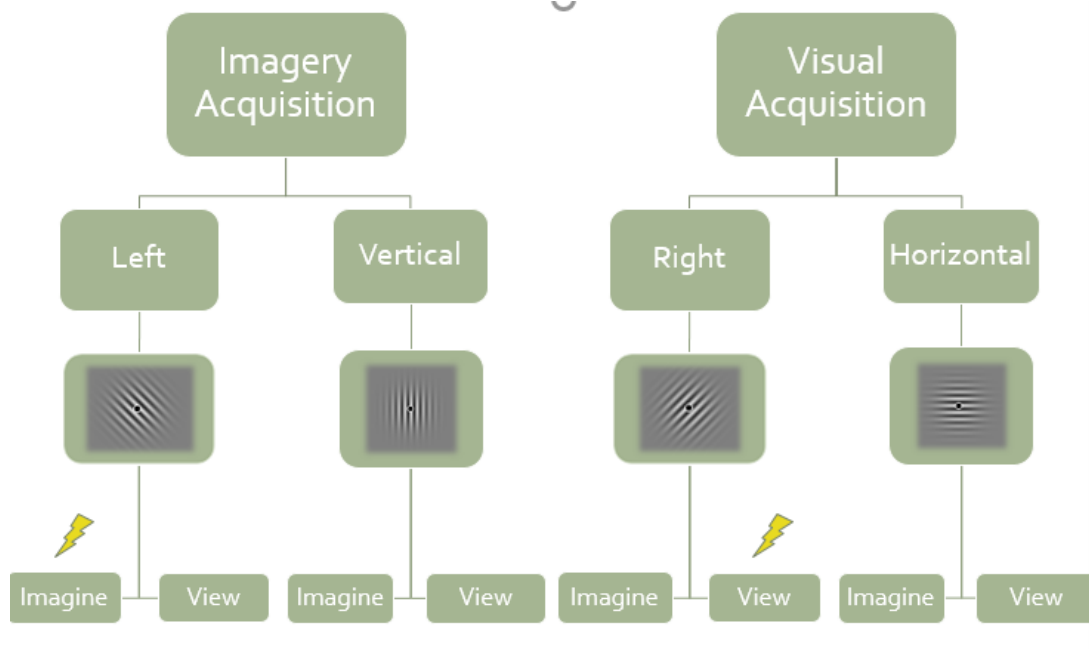 Imagery
Acquisition
Visual
Acquisition
Left
Vertical
Right
Horizontal
Imagine
View
Imagine
View
Imagine
View
Imagine
View